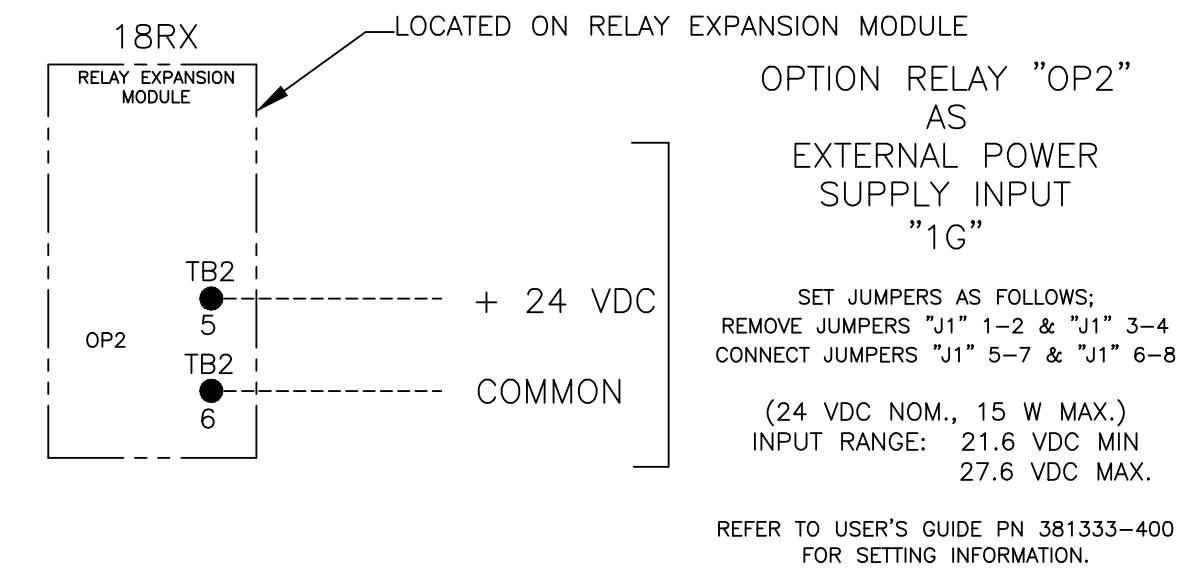 LOCATED ON RELAY EXPANSION MODULE
18RX
RELAY EXPANSION
MODULE
OPTION RELAY "OP2"
AS
EXTERNAL POWER
SUPPLY INPUT
"1G"
TB2
5
+ 24 VDC
OP2
TB2
6
COMMON
SET JUMPERS AS FOLLOWS;
REMOVE JUMPERS "J1" 1-2 & "J1" 3-4
CONNECT JUMPERS "J1" 5-7 & "J1" 6-8
(24 VDC NOM., 15 W MAX.)
INPUT RANGE: 21.6 VDC MIN
27.6 VDC MAX.
REFER TO USER'S GUIDE PN 381333-400
FOR SETTING INFORMATION.